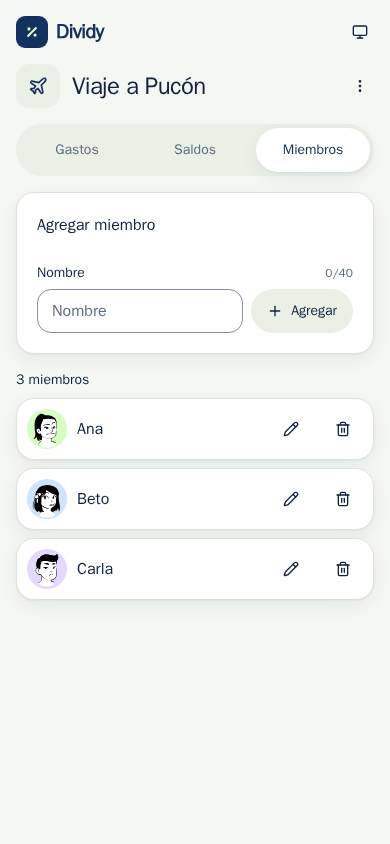 Dividy
Viaje a Pucón
Gastos
Saldos
Miembros
Agregar miembro
Nombre
0/40
Nombre
Agregar
3 miembros
Ana
Beto
Carla